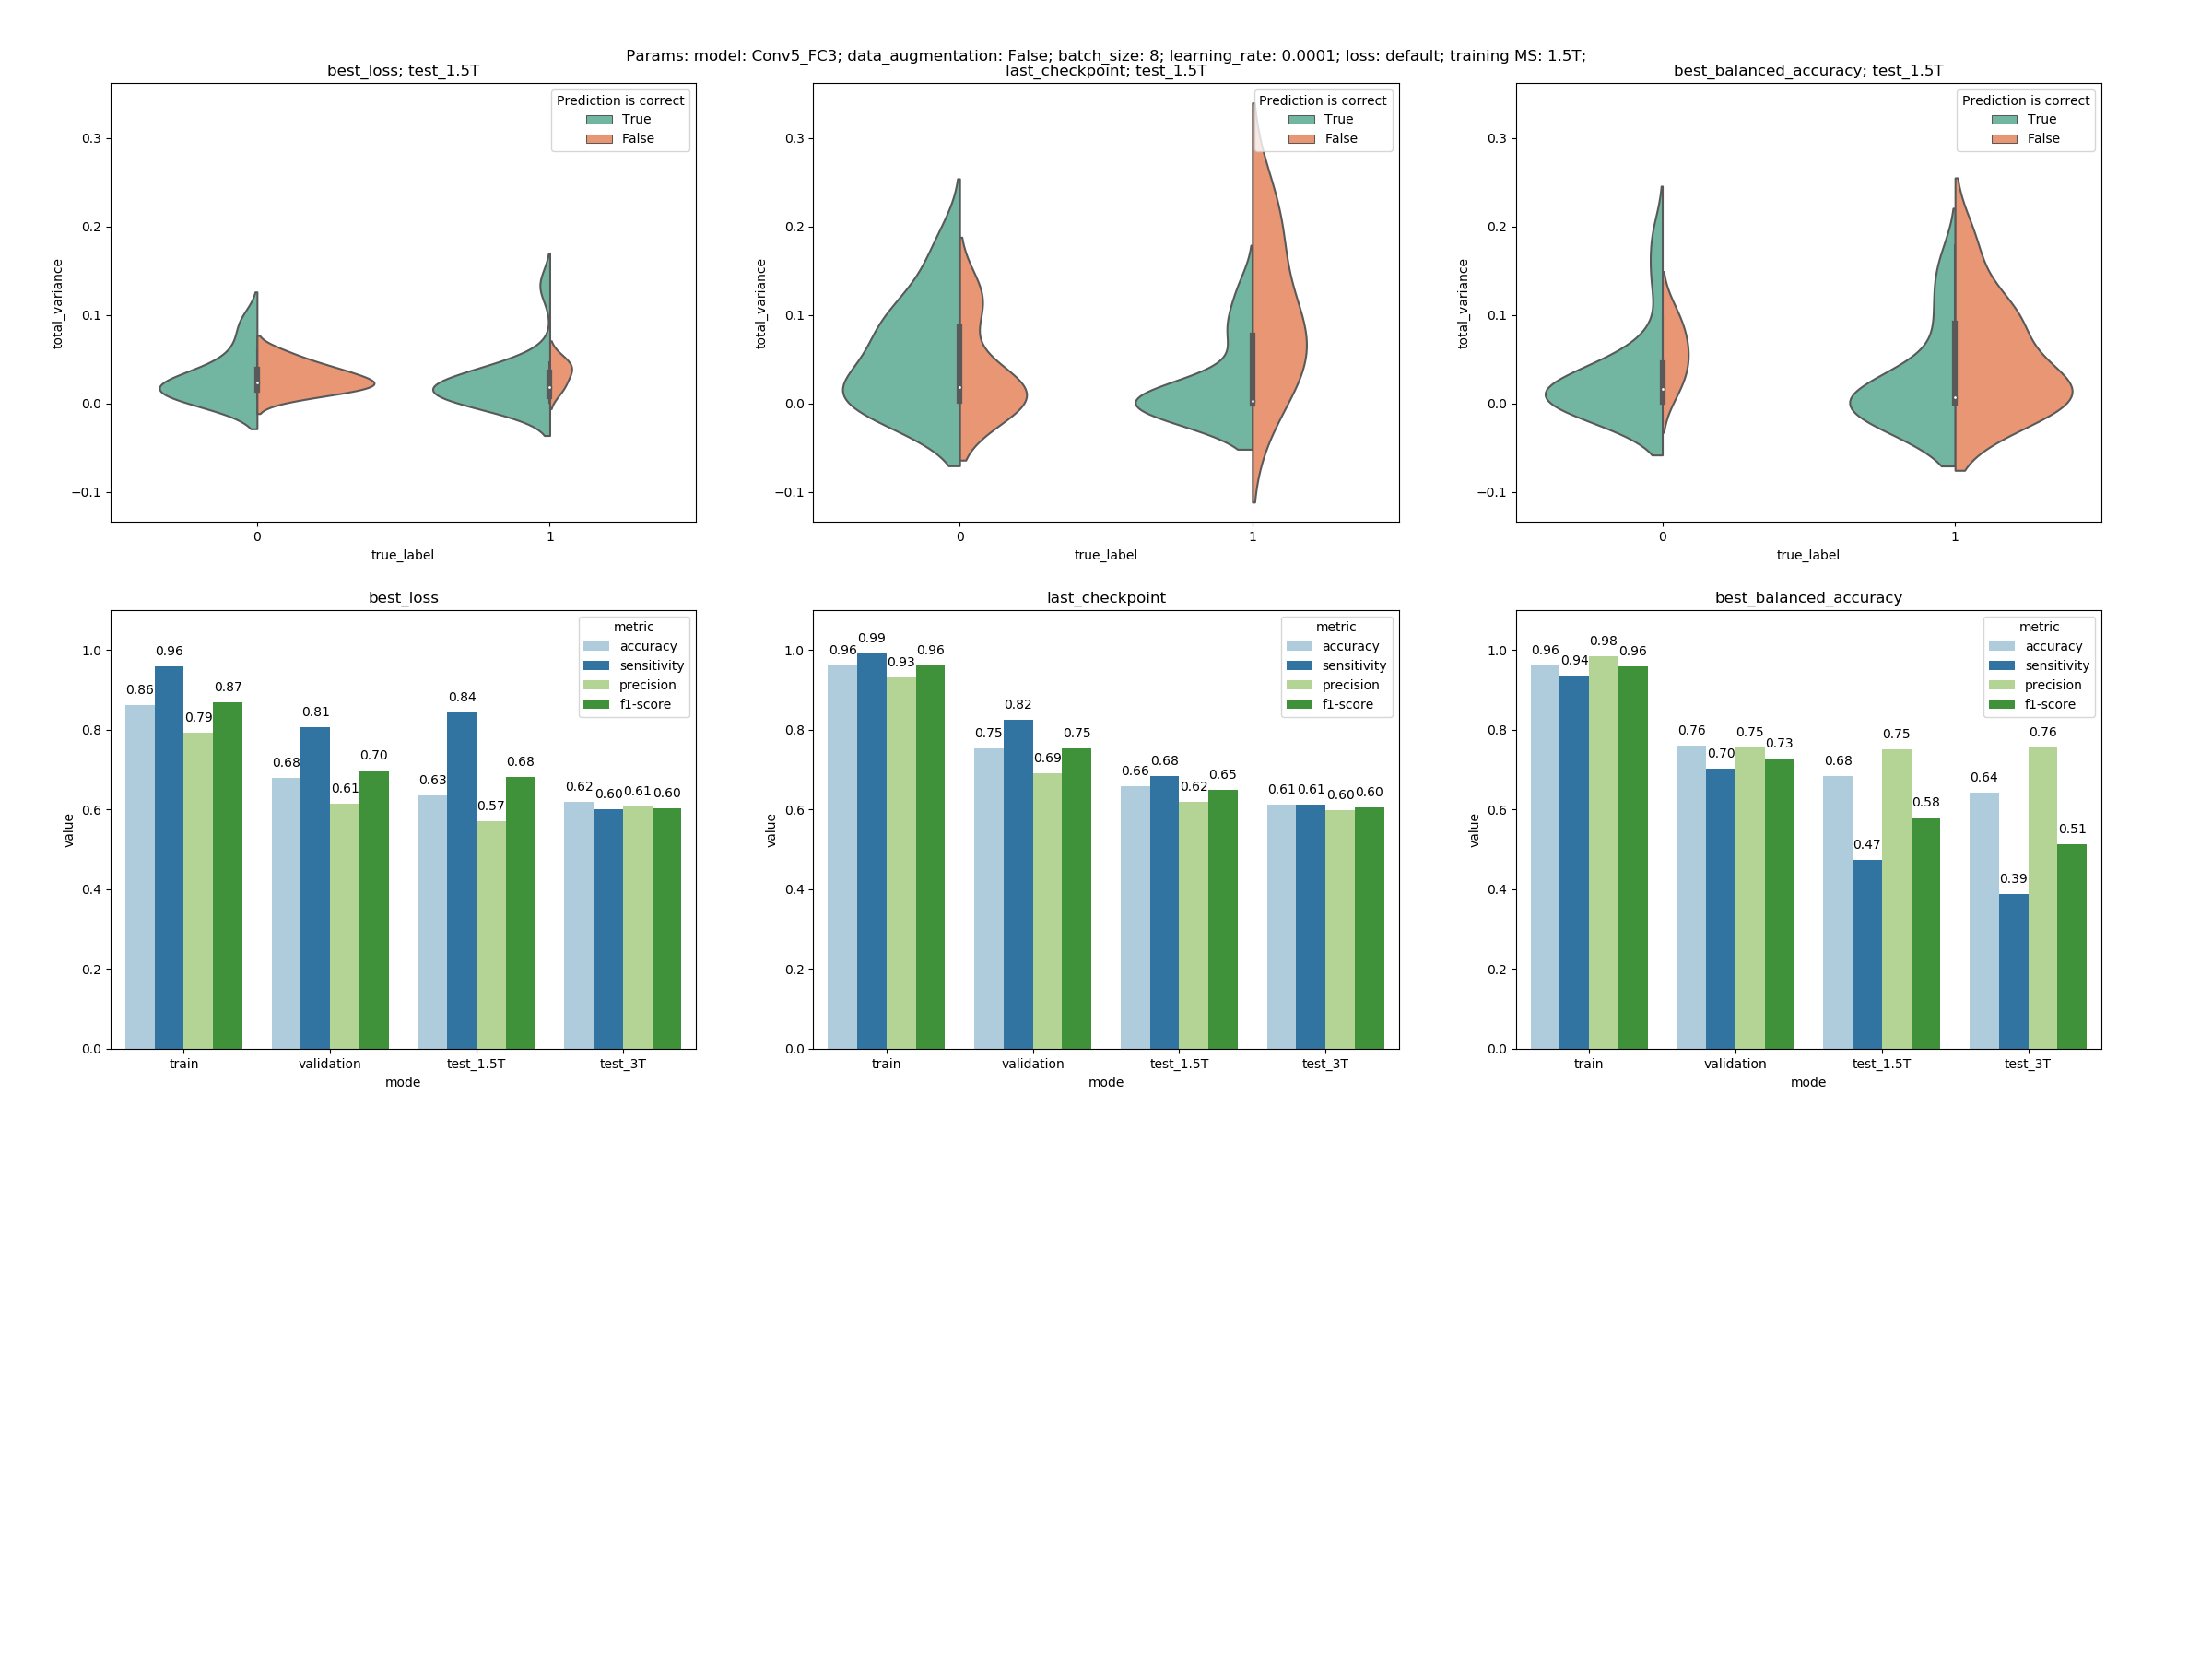 Params: model: Conv5_FC3; data_augmentation: False; batch_size: 8; learning_rate: 0.0001; loss: default; training MS: 1.5T;
best_loss; test_1.5T
Prediction is correct
True
False
0.3
0.2
0.1
0.0
−0.1
total_variance
0
1
true_label
last_checkpoint; test_1.5T
Prediction is correct
True
False
0.3
0.2
0.1
0.0
−0.1
total_variance
0
1
true_label
best_balanced_accuracy; test_1.5T
Prediction is correct
True
False
0.3
0.2
0.1
0.0
−0.1
total_variance
0
1
true_label
best_loss
metric
accuracy
sensitivity
precision
f1-score
1.0
0.8
0.6
0.4
0.2
0.0
value
0.86 0.96 0.79 0.87
0.68 0.81 0.61 0.70
0.63 0.84 0.57 0.68
0.62 0.60 0.61 0.60
train validation test_1.5T test_3T
mode
last_checkpoint
metric
accuracy
sensitivity
precision
f1-score
1.0
0.8
0.6
0.4
0.2
0.0
value
0.96 0.99 0.93 0.96
0.75 0.82 0.69 0.75
0.66 0.68 0.62 0.65
0.61 0.61 0.60 0.60
train validation test_1.5T test_3T
mode
best_balanced_accuracy
metric
accuracy
sensitivity
precision
f1-score
1.0
0.8
0.6
0.4
0.2
0.0
value
0.96 0.94 0.98 0.96
0.76 0.70 0.75 0.73
0.68 0.47 0.75 0.58
0.64 0.39 0.76 0.51
train validation test_1.5T test_3T
mode